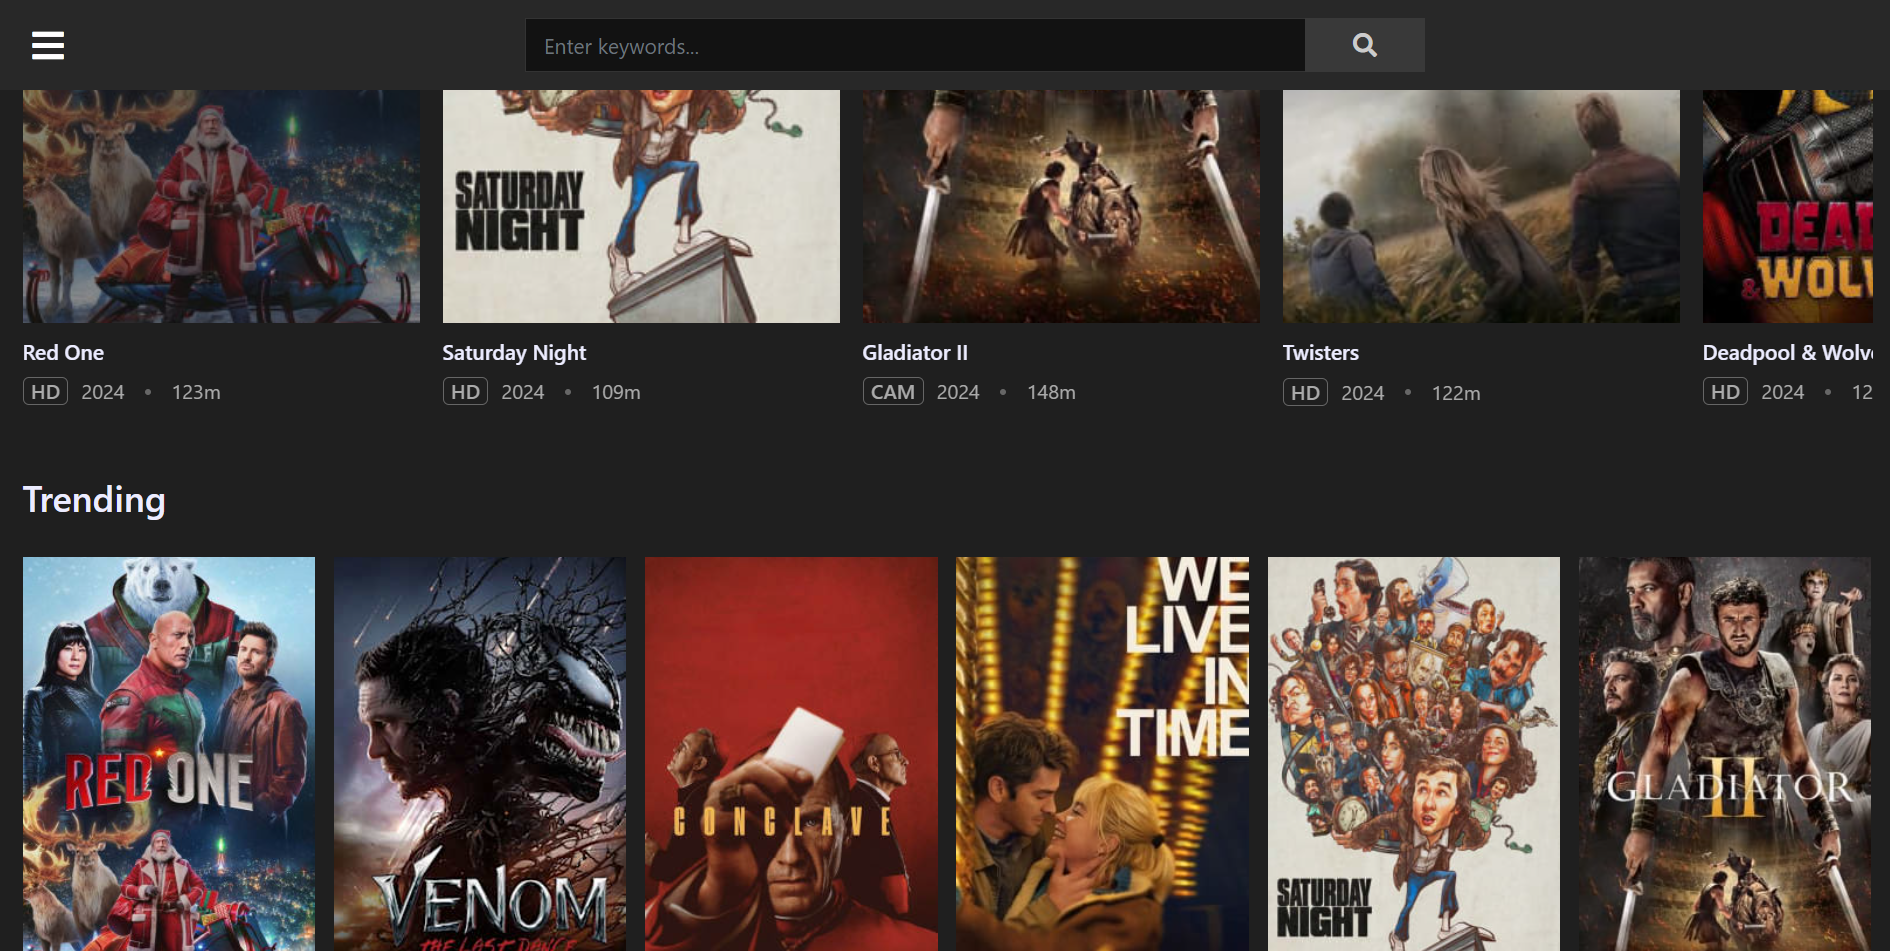 Enter keywords...
SATURDAY
NIGHT
DEAD
& WOLV
Red One
HD 2024 • 123m
Saturday Night
HD 2024 • 109m
Gladiator II
CAM 2024 • 148m
Twisters
HD 2024 • 122m
Deadpool & Wolve
HD 2024 • 12
Trending
RED ONE
VENOM
THE LAST DANCE
CONCLAVE
WE
LIVE
IN
TIME
SATURDAY
NIGHT
GLADIATOR
II